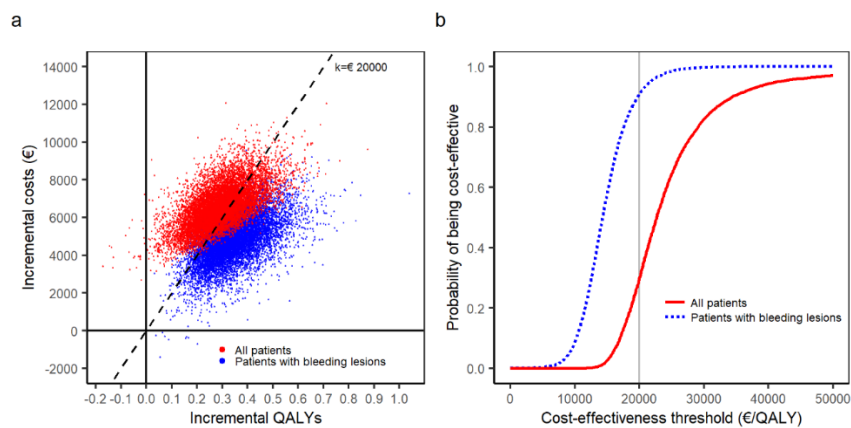 a
k=€ 20000
14000
12000
10000
8000
6000
4000
2000
0
-2000
Incremental costs (€)
All patients
Patients with bleeding lesions
-0.2 -0.1 0.0 0.1 0.2 0.3 0.4 0.5 0.6 0.7 0.8 0.9 1.0
Incremental QALYs
b
1.0
0.8
0.6
0.4
0.2
0.0
Probability of being cost-effective
All patients
Patients with bleeding lesions
0 10000 20000 30000 40000 50000
Cost-effectiveness threshold (€/QALY)